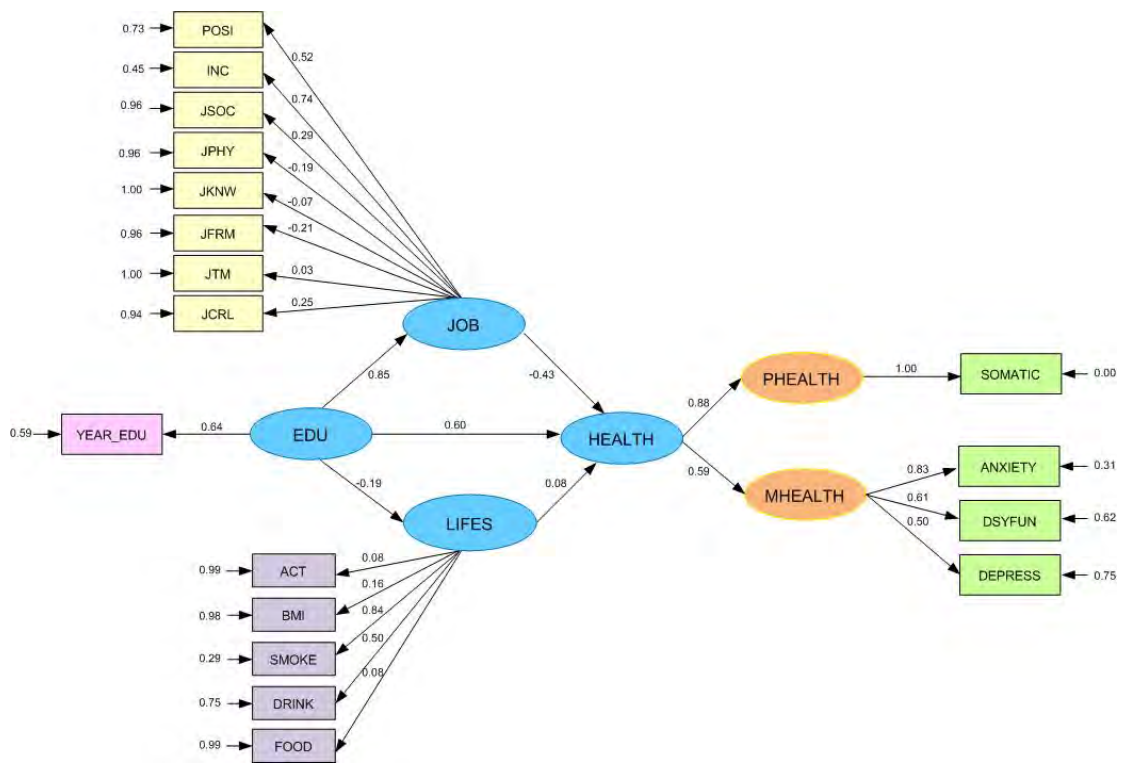 0.73
POSI
0.52
0.45
INC
0.74
0.96
JSOC
0.29
0.96
JPHY
-0.19
1.00
JKNW
-0.07
0.96
JFRM
-0.21
1.00
JTM
0.03
0.94
JCRL
0.25
JOB
0.85
-0.43
PHEALTH
1.00
SOMATIC
0.00
0.88
0.59
YEAR_EDU
0.64
EDU
0.60
HEALTH
0.59
-0.19
0.08
MHEALTH
0.83
ANXIETY
0.31
0.61
DSYFUN
0.62
0.50
DEPRESS
0.75
LIFES
0.99
ACT
0.08
0.98
BMI
0.16
0.29
SMOKE
0.84
0.75
DRINK
0.50
0.99
FOOD
0.08